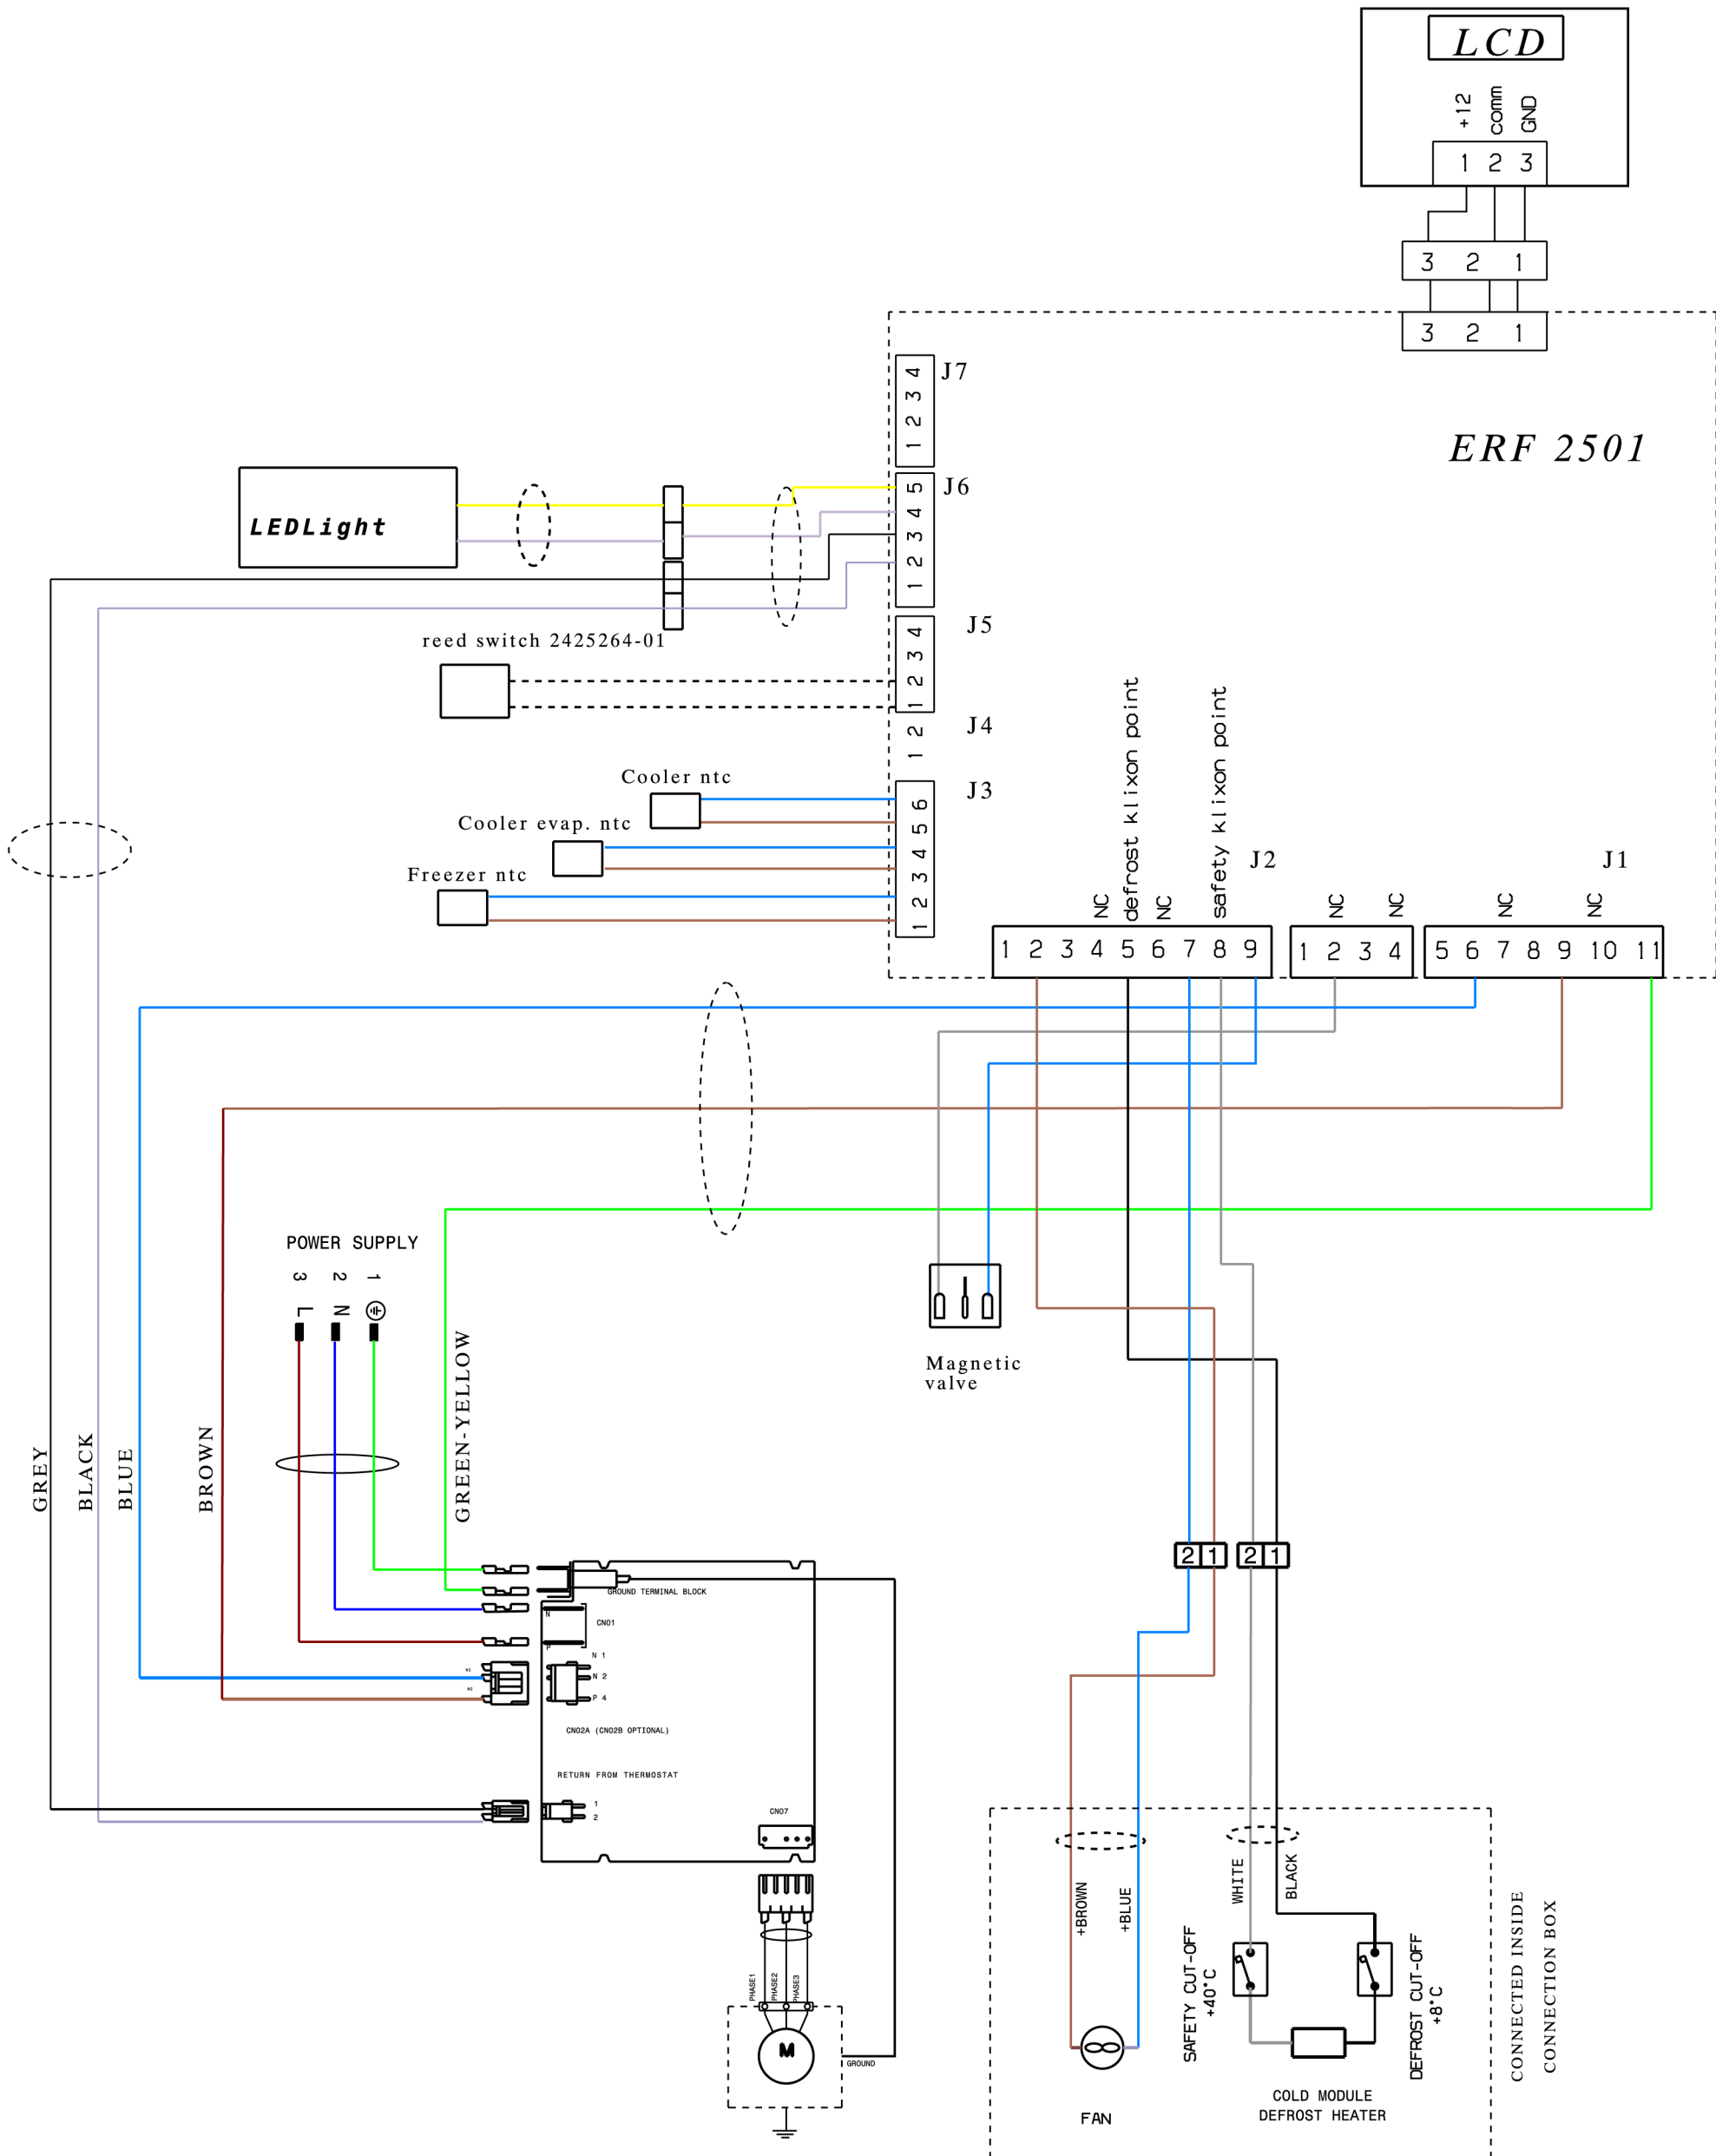 LCD
+12
comm
GND
1 2 3
3 2 1
3 2 1
ERF 2501
J7
1 2 3 4
J6
1 2 3 4 5
LEDLight
J5
1 2 3 4
reed switch 2425264-01
J4
1 2
J3
1 2 3 4 5 6
Cooler ntc
Cooler evap. ntc
Freezer ntc
NC
defrost klixon point
NC
safety klixon point
J2
NC
NC
NC
NC
J1
1 2 3 4 5 6 7 8 9
1 2 3 4
5 6 7 8 9 10 11
POWER SUPPLY
3 2 1
L N
Magnetic
valve
GREY
BLACK
BLUE
BROWN
GREEN-YELLOW
2 1
2 1
GROUND TERMINAL BLOCK
N
CN01
P
N 1
N 2
P 4
NC
NC
CN02A (CN02B OPTIONAL)
RETURN FROM THERMOSTAT
1
2
CN07
PHASE1
PHASE2
PHASE3
M
GROUND
+BROWN
+BLUE
WHITE
BLACK
SAFETY CUT-OFF
+40°C
DEFROST CUT-OFF
+8°C
FAN
COLD MODULE
DEFROST HEATER
CONNECTED INSIDE
CONNECTION BOX